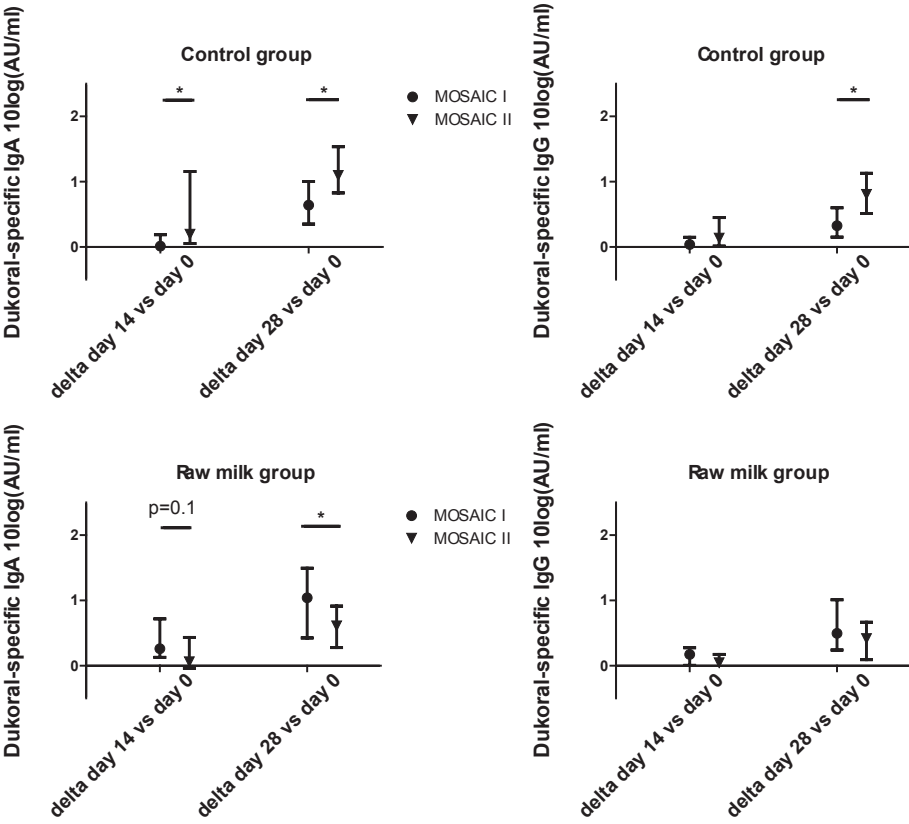 Control group
Dukoral-specific IgA 10log(AU/ml)
2
1
0
*
*
MOSAIC I
MOSAIC II
delta day 14 vs day 0
delta day 28 vs day 0
Control group
Dukoral-specific IgG 10log(AU/ml)
2
1
0
*
delta day 14 vs day 0
delta day 28 vs day 0
Raw milk group
Dukoral-specific IgA 10log(AU/ml)
2
1
0
p=0.1
*
MOSAIC I
MOSAIC II
delta day 14 vs day 0
delta day 28 vs day 0
Raw milk group
Dukoral-specific IgG 10log(AU/ml)
2
1
0
delta day 14 vs day 0
delta day 28 vs day 0